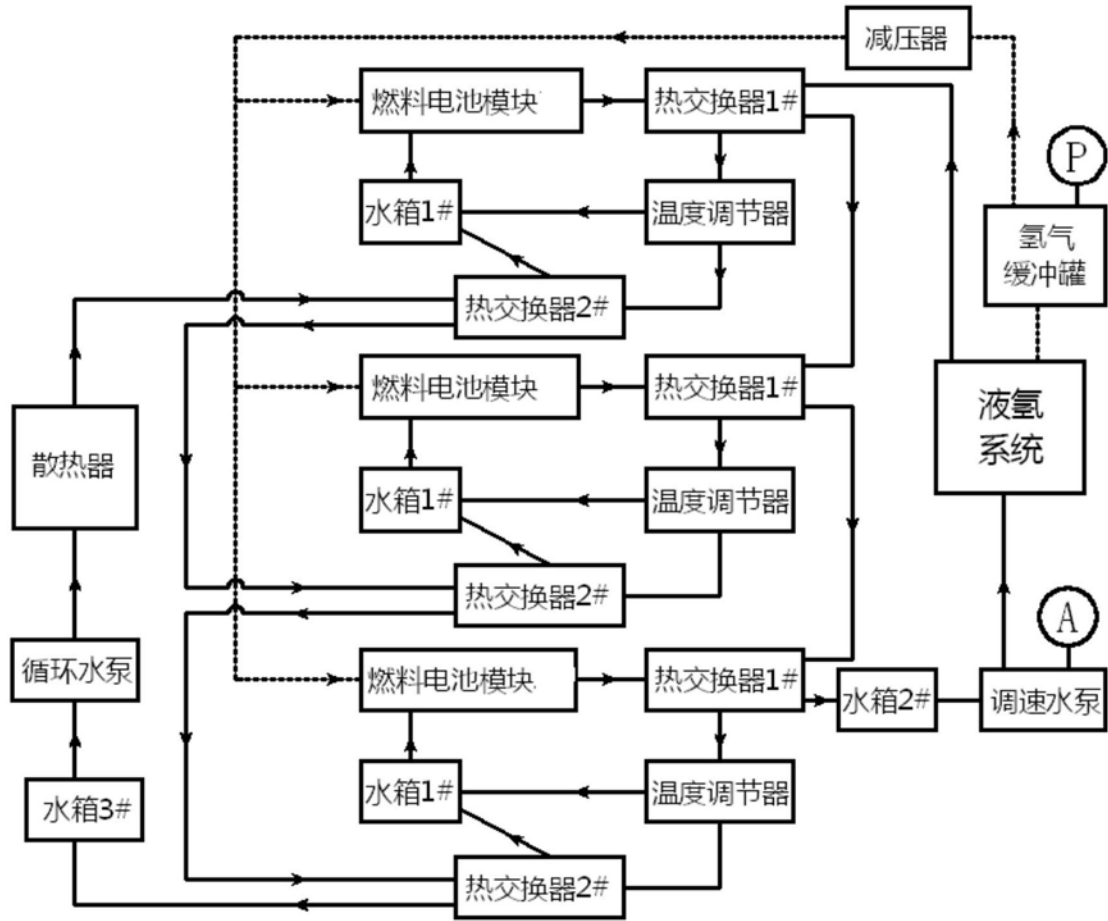 减压器
燃料电池模块
热交换器1#
P
水箱1#
温度调节器
氢气
缓冲罐
热交换器2#
燃料电池模块
热交换器1#
液氢
系统
散热器
水箱1#
温度调节器
热交换器2#
A
循环水泵
燃料电池模块
热交换器1#
水箱2#
调速水泵
水箱3#
水箱1#
温度调节器
热交换器2#